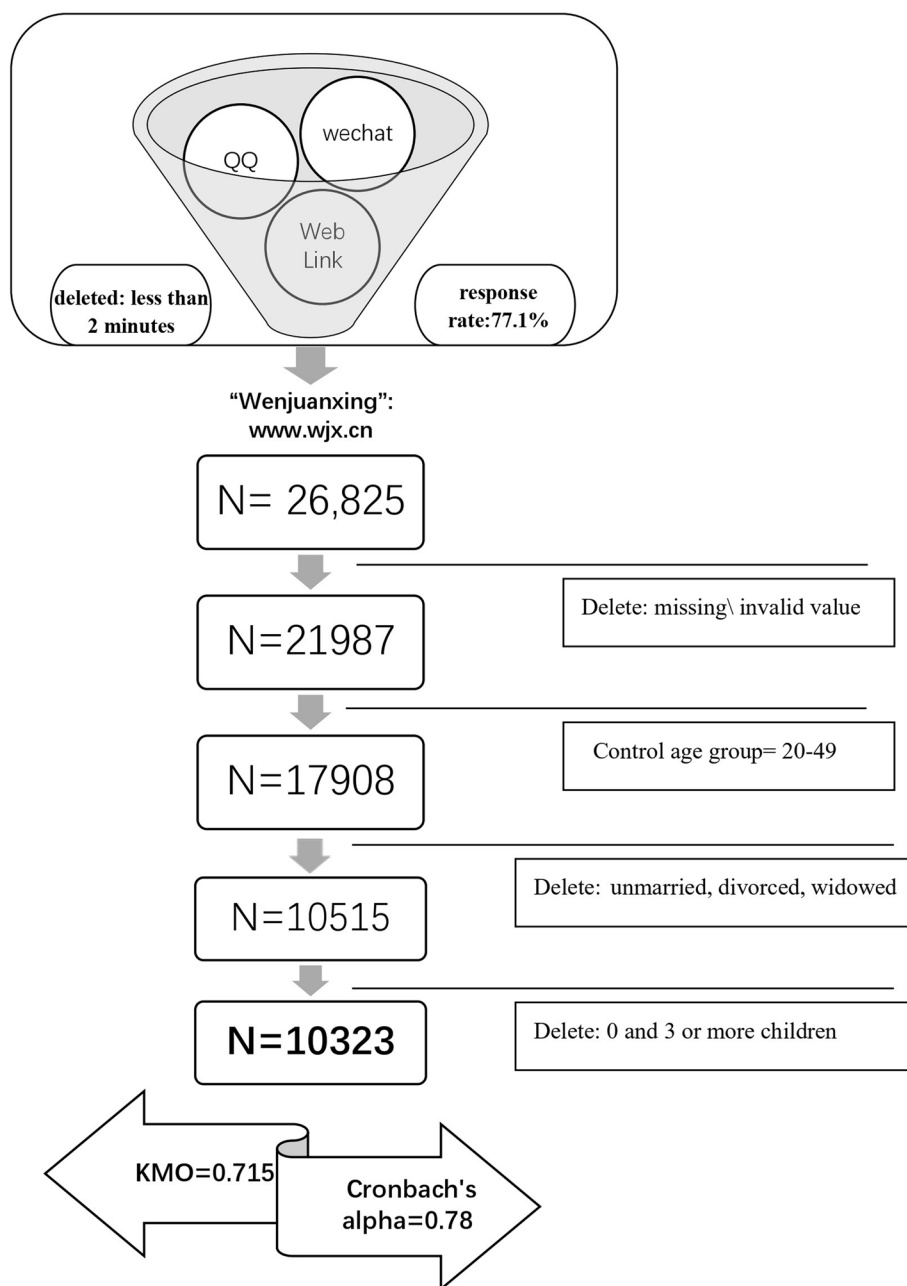 QQ
wechat
Web
Link
deleted: less than
2 minutes
response
rate:77.1%
“Wenjuanxing”:
www.wjx.cn
N= 26,825
Delete: missing\ invalid value
N=21987
Control age group= 20-49
N=17908
Delete: unmarried, divorced, widowed
N=10515
Delete: 0 and 3 or more children
N=10323
KMO=0.715
Cronbach's
alpha=0.78